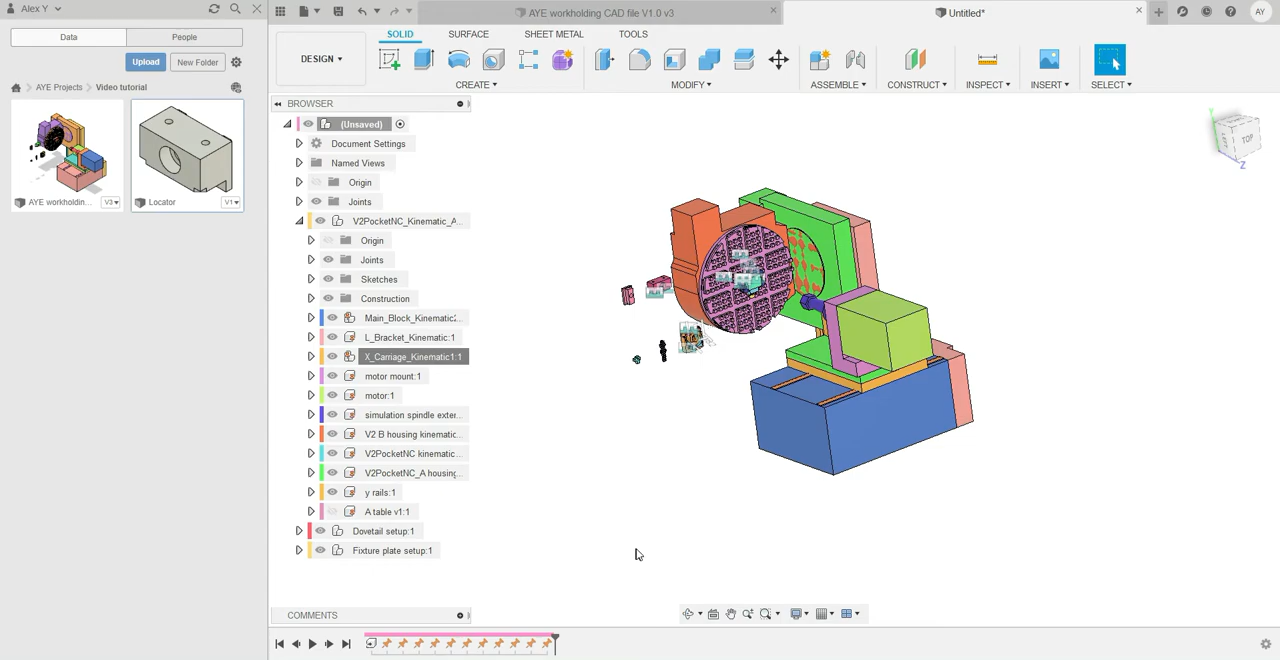 Alex Y
AYE workholding CAD file V1.0 v3
Untitled*
AY
Data
People
Upload
New Folder
AYE Projects
Video tutorial
AYE workholdin...
V3
Locator
V1
DESIGN
SOLID
SURFACE
SHEET METAL
TOOLS
CREATE
MODIFY
ASSEMBLE
CONSTRUCT
INSPECT
INSERT
SELECT
BROWSER
(Unsaved)
Document Settings
Named Views
Origin
Joints
V2PocketNC_Kinematic_A...
Origin
Joints
Sketches
Construction
Main_Block_Kinematic...
L_Bracket_Kinematic:1
X_Carriage_Kinematic1:1
motor mount:1
motor:1
simulation spindle exter...
V2 B housing kinematic...
V2PocketNC kinematic...
V2PocketNC_A housing...
y rails:1
A table v1:1
Dovetail setup:1
Fixture plate setup:1
TOP
Z
COMMENTS